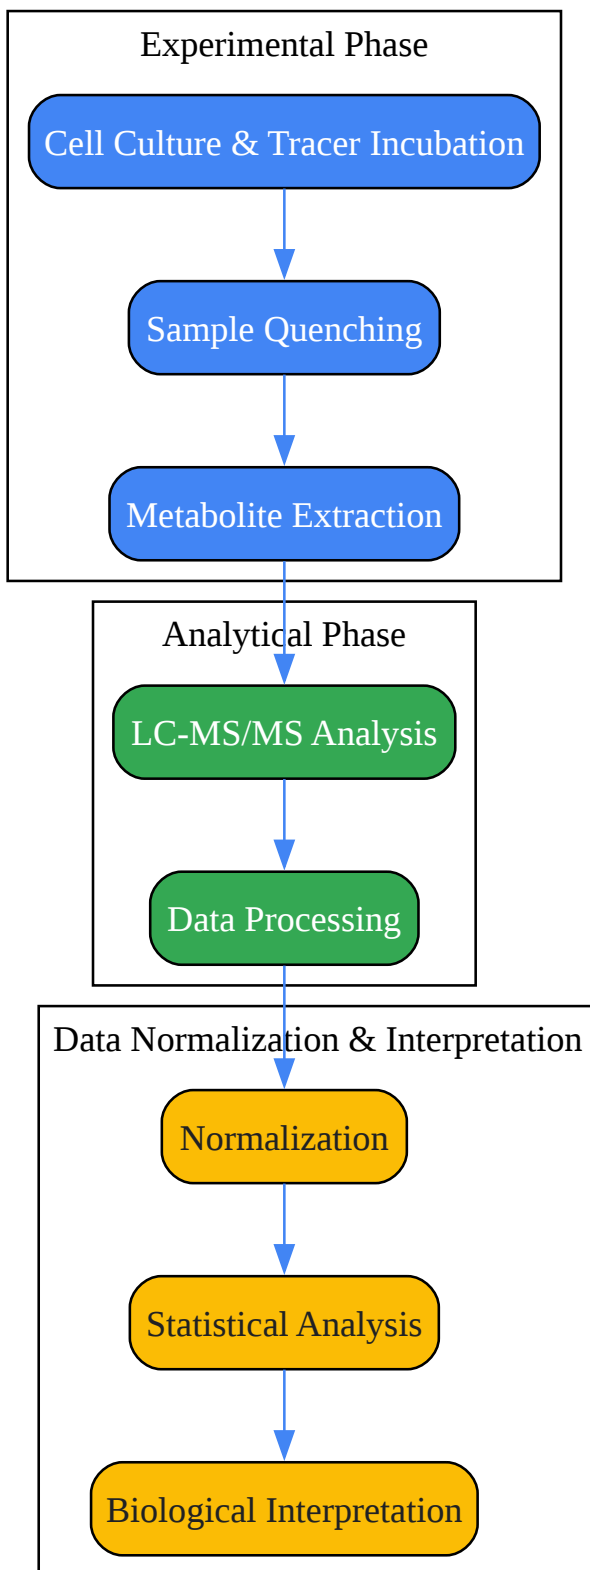 Experimental Phase
Cell Culture & Tracer Incubation
Sample Quenching
Metabolite Extraction
Analytical Phase
LC-MS/MS Analysis
Data Processing
Data Normalization & Interpretation
Normalization
Statistical Analysis
Biological Interpretation